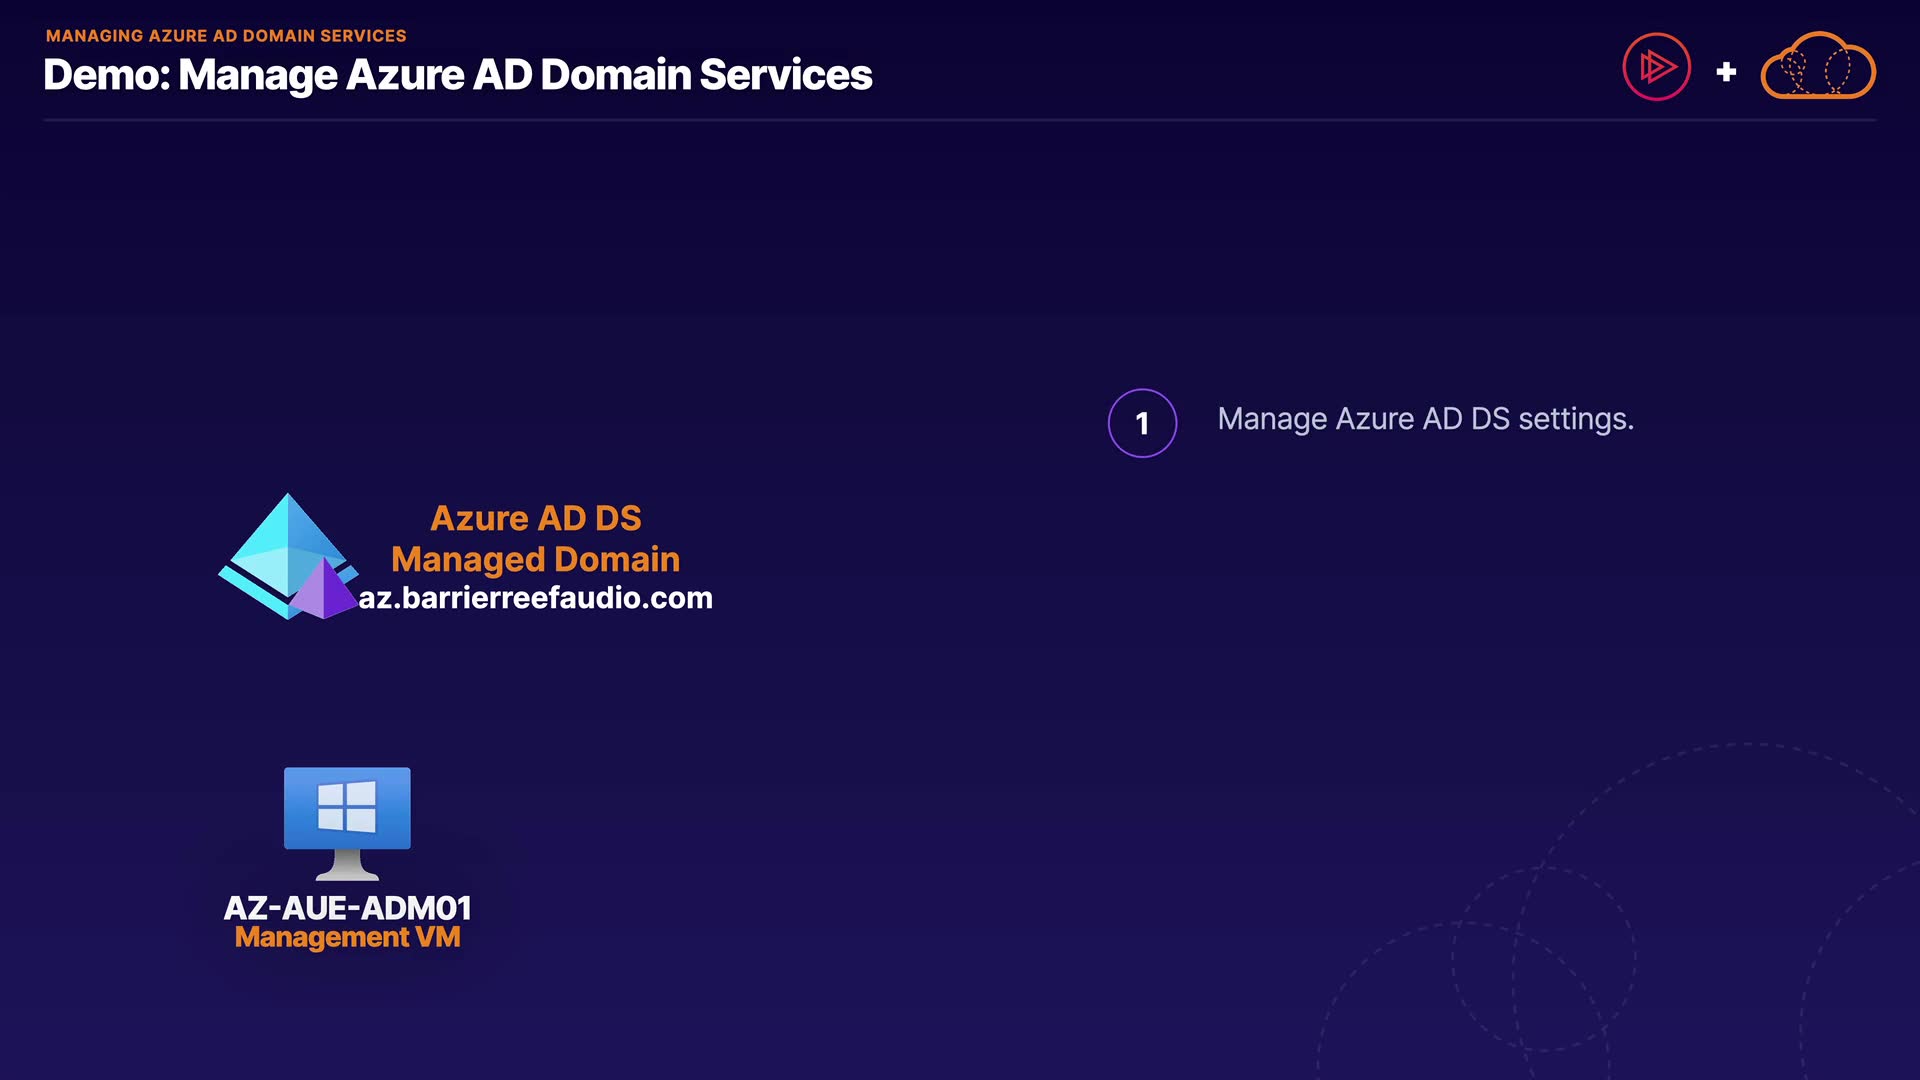 MANAGING AZURE AD DOMAIN SERVICES
Demo: Manage Azure AD Domain Services
+
1
Manage Azure AD DS settings.
Azure AD DS
Managed Domain
az.barrierreefaudio.com
AZ-AUE-ADM01
Management VM